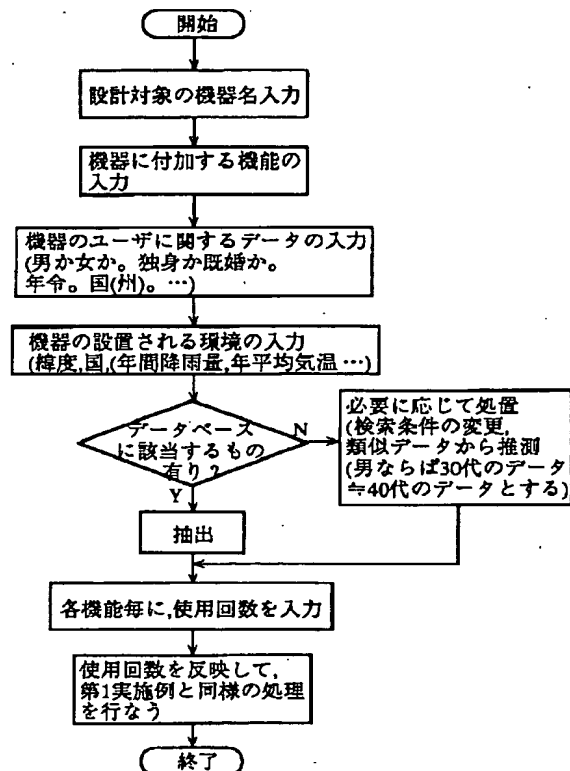 開始
設計対象の機器名入力
機器に付加する機能の
入力
機器のユーザに関するデータの入力
(男か女か。独身か既婚か。
年令。国(州)。…)
機器の設置される環境の入力
(緯度,国,(年間降雨量,年平均気温…)
データベース
に該当するもの
有り?
N
Y
必要に応じて処置
(検索条件の変更,
類似データから推測
(男ならば30代のデータ
≒40代のデータとする)
抽出
各機能毎に,使用回数を入力
使用回数を反映して,
第1実施例と同様の処理
を行なう
終了